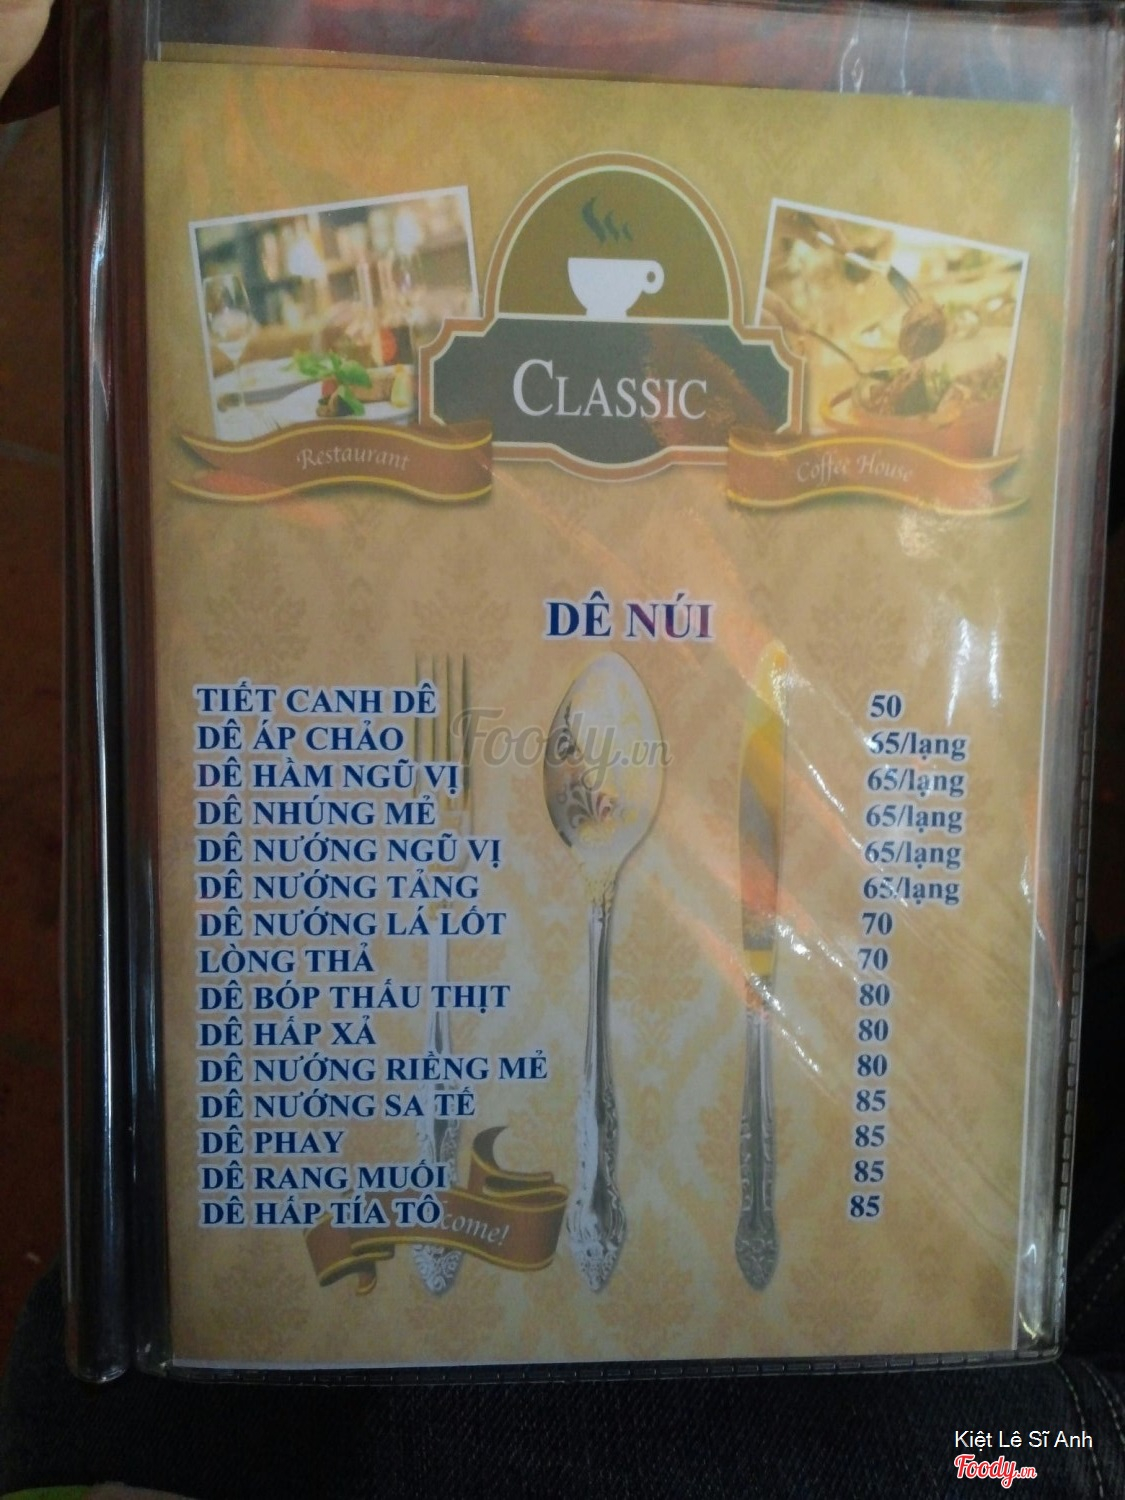 CLASSIC
Restaurant
Coffee House
DÊ NÚI
TIẾT CANH DÊ 50
DÊ ÁP CHẢO 65/lạng
DÊ HẦM NGŨ VỊ 65/lạng
DÊ NHÚNG MẺ 65/lạng
DÊ NƯỚNG NGŨ VỊ 65/lạng
DÊ NƯỚNG TẢNG 65/lạng
DÊ NƯỚNG LÁ LỐT 70
LÒNG THẢ 70
DÊ BÓP THẤU THỊT 80
DÊ HẤP XẢ 80
DÊ NƯỚNG RIỀNG MẺ 80
DÊ NƯỚNG SA TẾ 85
DÊ PHAY 85
DÊ RANG MUỐI 85
DÊ HẤP TÍA TÔ 85
come!
Foody.vn
Kiệt Lê Sĩ Anh
Foody.vn